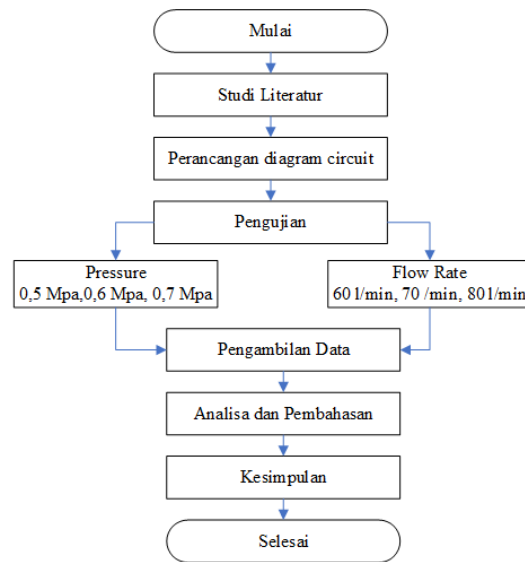 Mulai
Studi Literatur
Perancangan diagram circuit
Pengujian
Pressure
0,5 Mpa,0,6 Mpa, 0,7 Mpa
Flow Rate
60 l/min, 70 /min, 80 l/min
Pengambilan Data
Analisa dan Pembahasan
Kesimpulan
Selesai